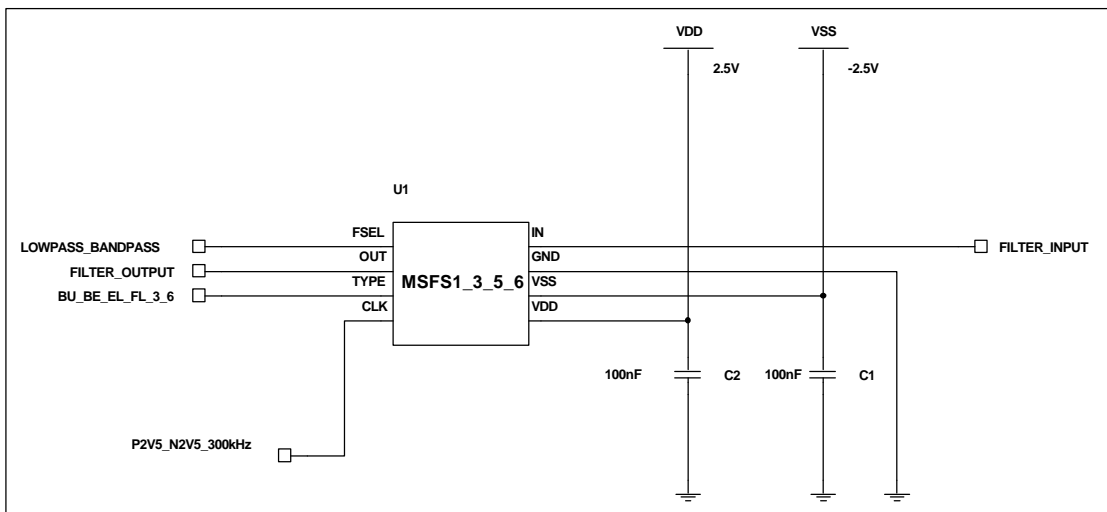 VDD VSS
2.5V -2.5V
U1
FSEL IN
LOWPASS_BANDPASS FILTER_INPUT
OUT GND
FILTER_OUTPUT MSFS1_3_5_6
TYPE VSS
BU_BE_EL_FL_3_6
CLK VDD
100nF C2 100nF C1
P2V5_N2V5_300kHz